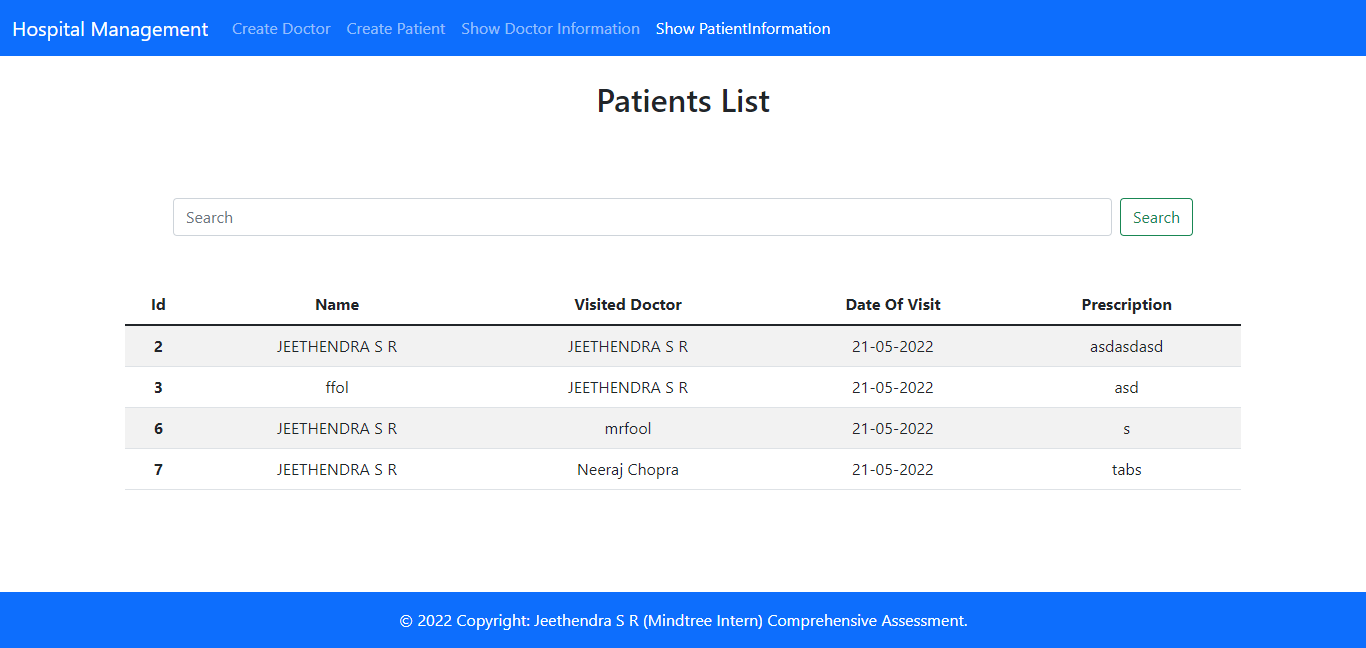 Hospital Management Create Doctor Create Patient Show Doctor Information Show PatientInformation
Patients List
Search Search
Id Name Visited Doctor Date Of Visit Prescription
2 JEETHENDRA S R JEETHENDRA S R 21-05-2022 asdasdasd
3 ffol JEETHENDRA S R 21-05-2022 asd
6 JEETHENDRA S R mrfool 21-05-2022 s
7 JEETHENDRA S R Neeraj Chopra 21-05-2022 tabs
© 2022 Copyright: Jeethendra S R (Mindtree Intern) Comprehensive Assessment.